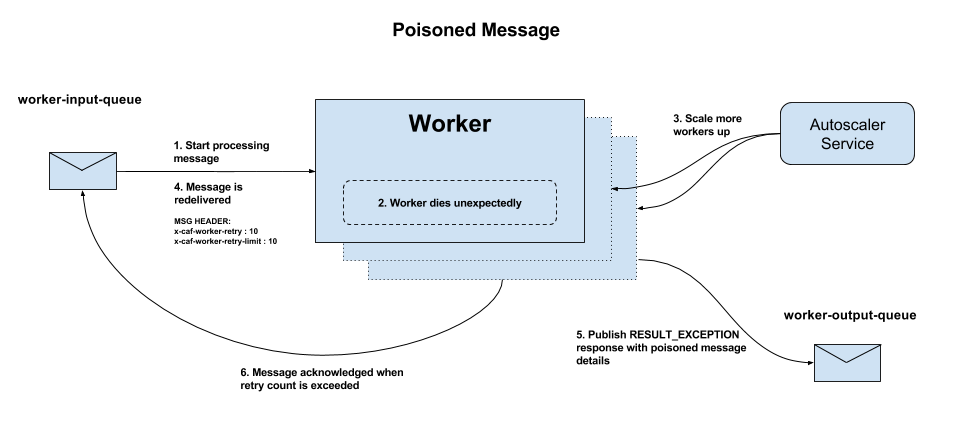 Poisoned Message
worker-input-queue
Worker
1. Start processing
message
4. Message is
redelivered
MSG HEADER:
x-caf-worker-retry : 10
x-caf-worker-retry-limit : 10
2. Worker dies unexpectedly
3. Scale more
workers up
Autoscaler
Service
worker-output-queue
5. Publish RESULT_EXCEPTION
response with poisoned message
details
6. Message acknowledged when
retry count is exceeded